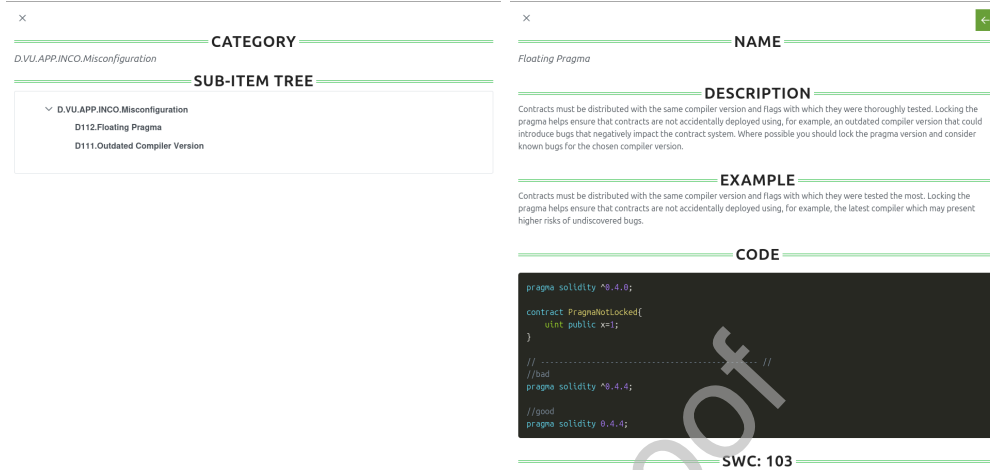 ×
CATEGORY
D.VU.APP.INCO.Misconfiguration
SUB-ITEM TREE
D.VU.APP.INCO.Misonfiguration
D112.Floating Pragma
D111.Outdated Compiler Version
×
←
NAME
Floating Pragma
DESCRIPTION
Contracts must be distributed with the same compiler version and flags with which they were thoroughly tested. Locking the
pragma helps ensure that contracts are not accidentally deployed using, for example, an outdated compiler version that could
introduce bugs that negatively impact the contract system. Where possible you should lock the pragma version and consider
known bugs for the chosen compiler version.
EXAMPLE
Contracts must be distributed with the same compiler version and flags with which they were tested the most. Locking the
pragma helps ensure that contracts are not accidentally deployed using, for example, the latest compiler which may present
higher risks of undiscovered bugs.
CODE
pragma solidity ^0.4.0;
contract PragmaNotLocked{
    uint public x=1;
}
// ----------------------------------------------- //
//bad
pragma solidity ^0.4.4;
//good
pragma solidity 0.4.4;
SWC: 103